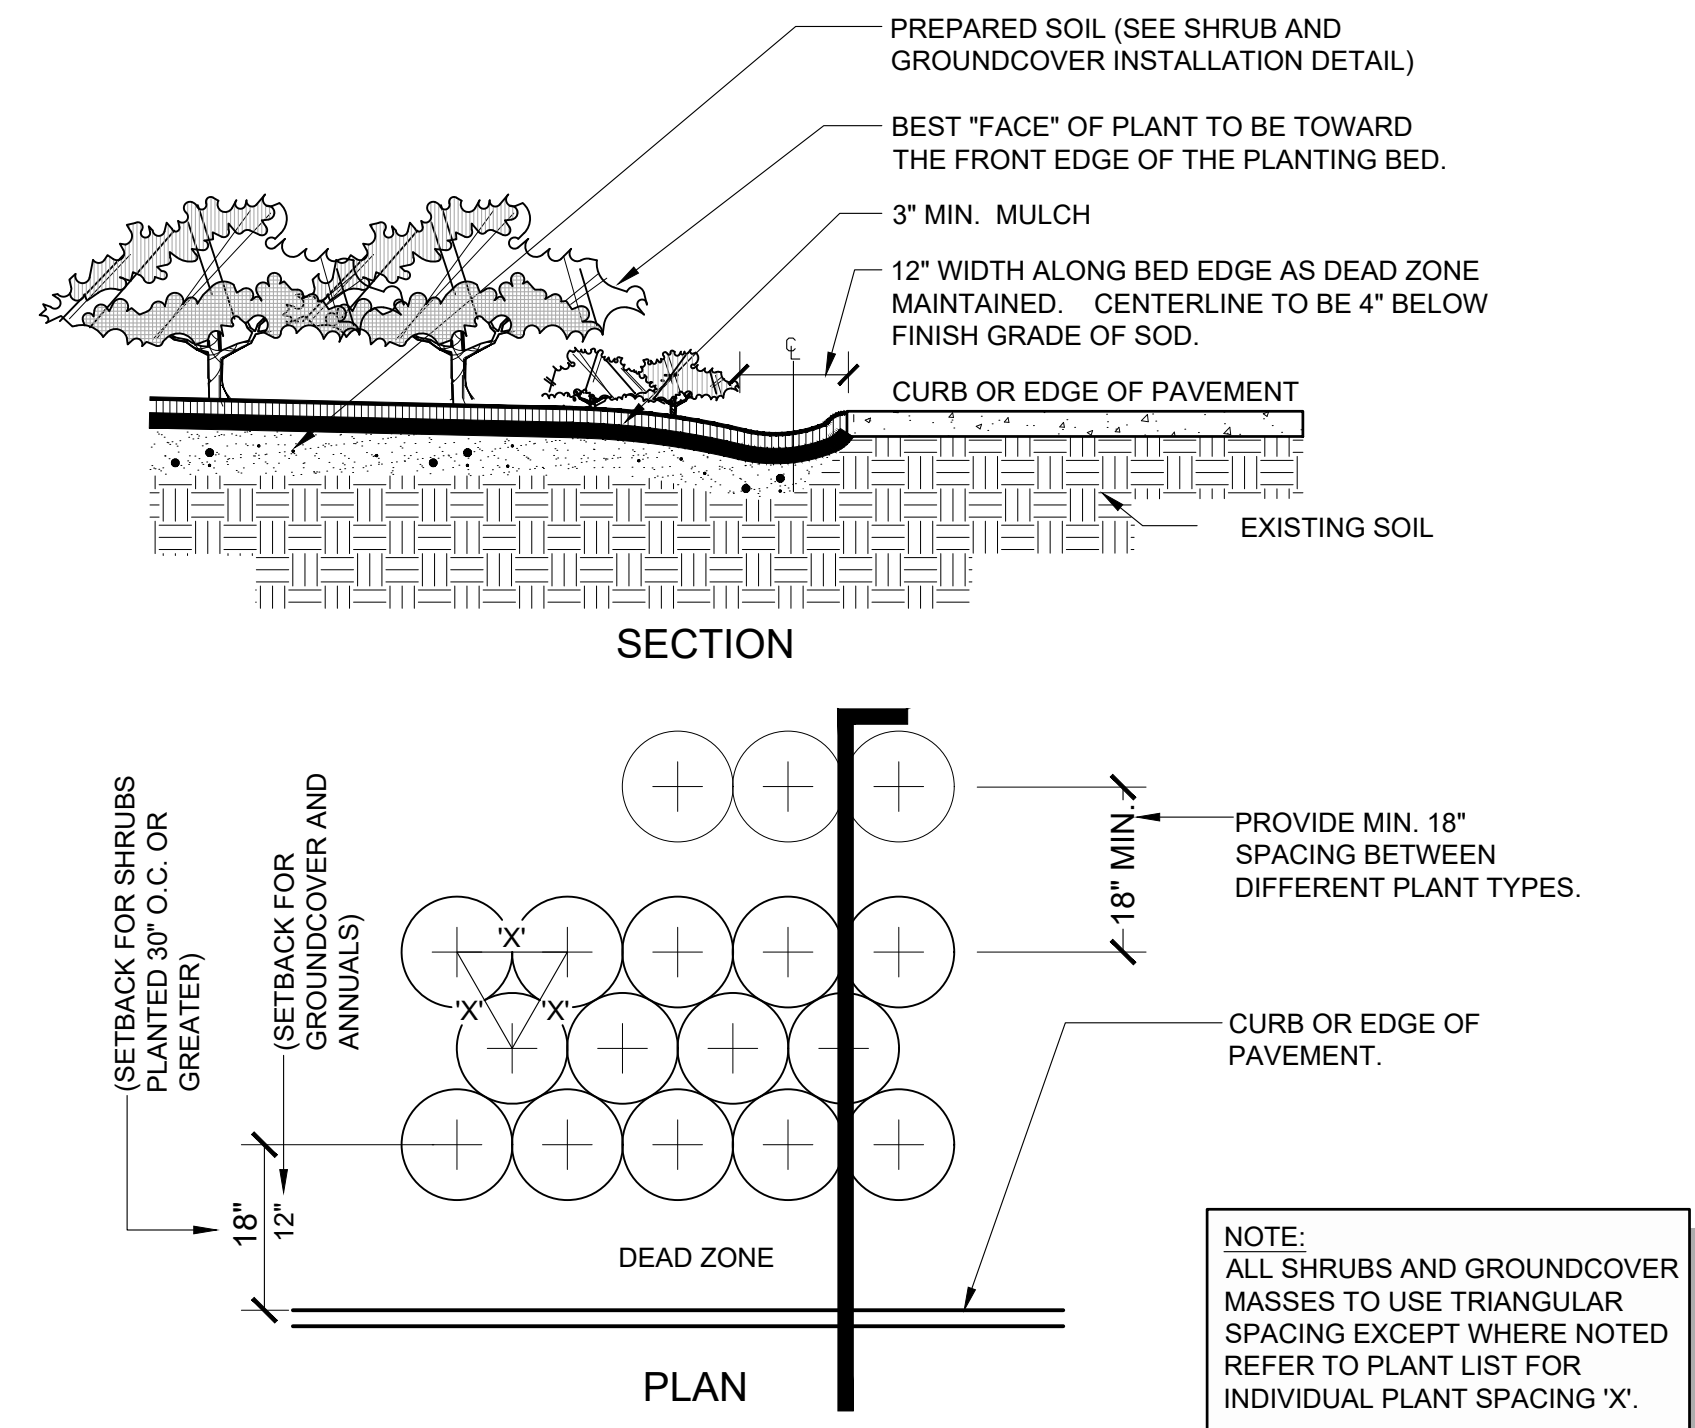 PREPARED SOIL (SEE SHRUB AND
GROUNDCOVER INSTALLATION DETAIL)
BEST "FACE" OF PLANT TO BE TOWARD
THE FRONT EDGE OF THE PLANTING BED.
3" MIN.  MULCH
12" WIDTH ALONG BED EDGE AS DEAD ZONE
MAINTAINED.    CENTERLINE TO BE 4" BELOW
FINISH GRADE OF SOD.
℄
CURB OR EDGE OF PAVEMENT
EXISTING SOIL
SECTION
(SETBACK FOR SHRUBS
PLANTED 30" O.C. OR
GREATER)
(SETBACK FOR
GROUNDCOVER AND
ANNUALS)
18" MIN.
PROVIDE MIN. 18"
SPACING BETWEEN
DIFFERENT PLANT TYPES.
'X'
'X'
'X'
CURB OR EDGE OF
PAVEMENT.
18"
12"
DEAD ZONE
PLAN
NOTE:
ALL SHRUBS AND GROUNDCOVER
MASSES TO USE TRIANGULAR
SPACING EXCEPT WHERE NOTED
REFER TO PLANT LIST FOR
INDIVIDUAL PLANT SPACING 'X'.